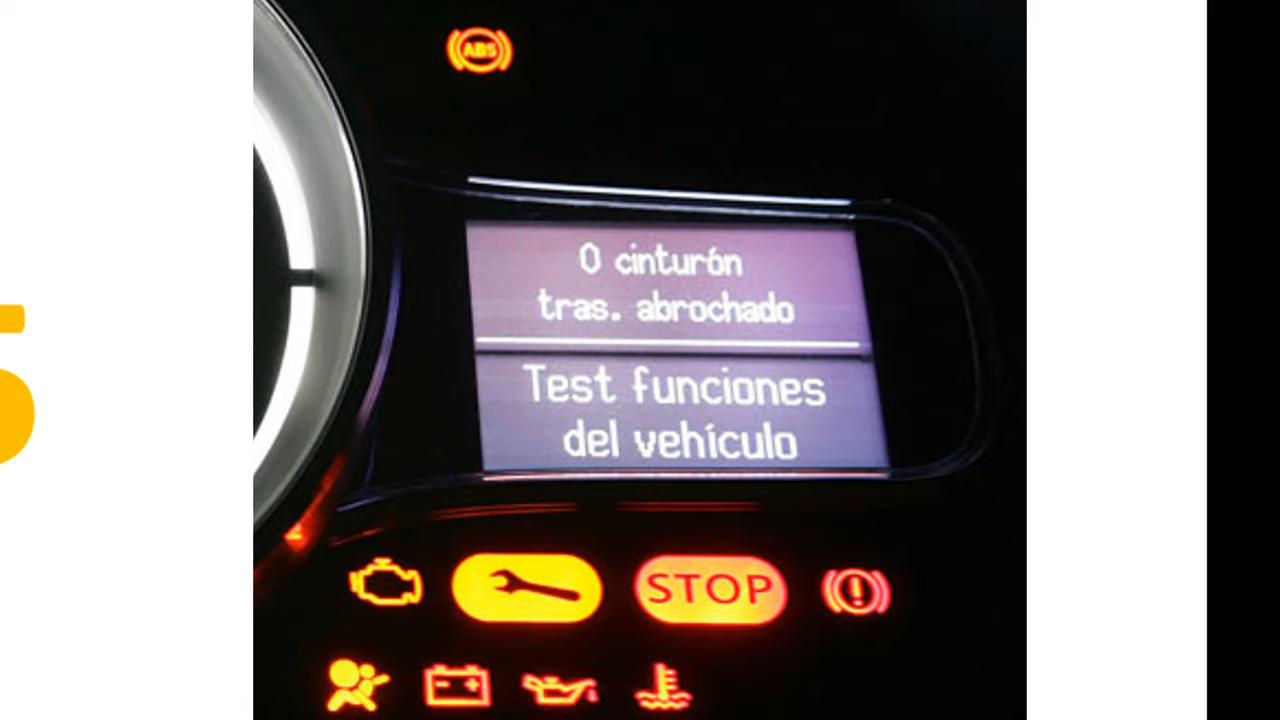 ABS
0 cinturón
tras. abrochado
Test funciones
del vehículo
STOP